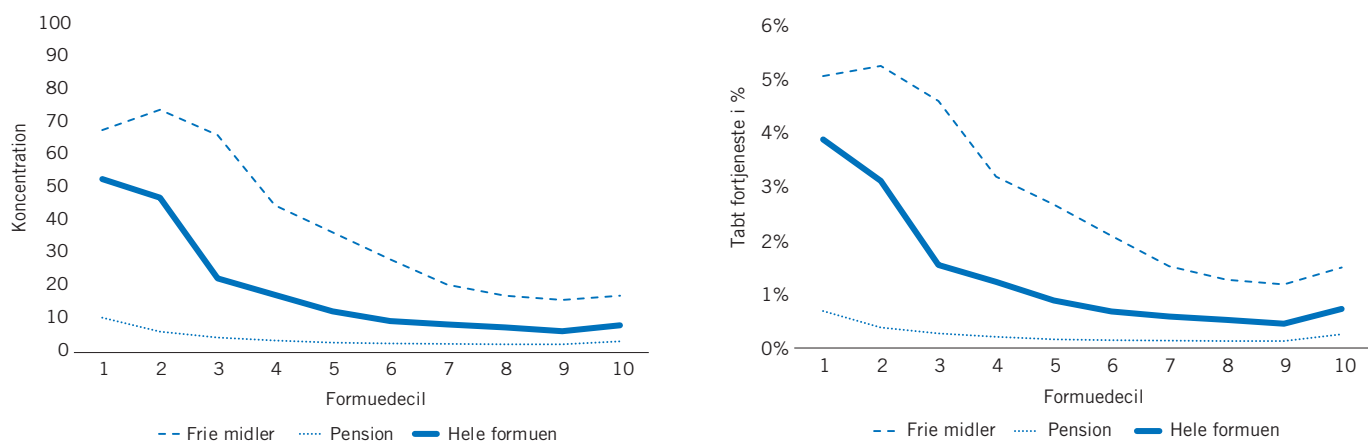 100
90
80
70
60
50
40
30
20
10
0
Koncentration
1 2 3 4 5 6 7 8 9 10
Formuedecil
Frie midler Pension Hele formuen
6%
5%
4%
3%
2%
1%
0%
Tabt fortjeneste i %
1 2 3 4 5 6 7 8 9 10
Formuedecil
Frie midler Pension Hele formuen